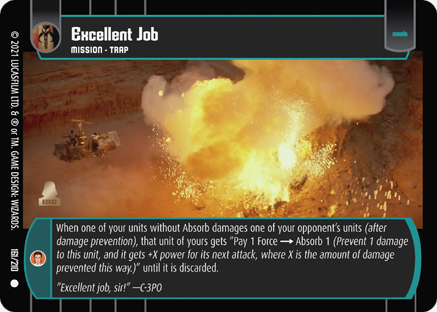 Excellent Job
MISSION · TRAP
© 2021 LUCASFILM LTD. & ® or TM. GAME DESIGN: WIZARDS.
When one of your units without Absorb damages one of your opponent's units (after
damage prevention), that unit of yours gets "Pay 1 Force → Absorb 1 (Prevent 1 damage
to this unit, and it gets +X power for its next attack, where X is the amount of damage
prevented this way.)" until it is discarded.
"Excellent job, sir!" –C-3PO